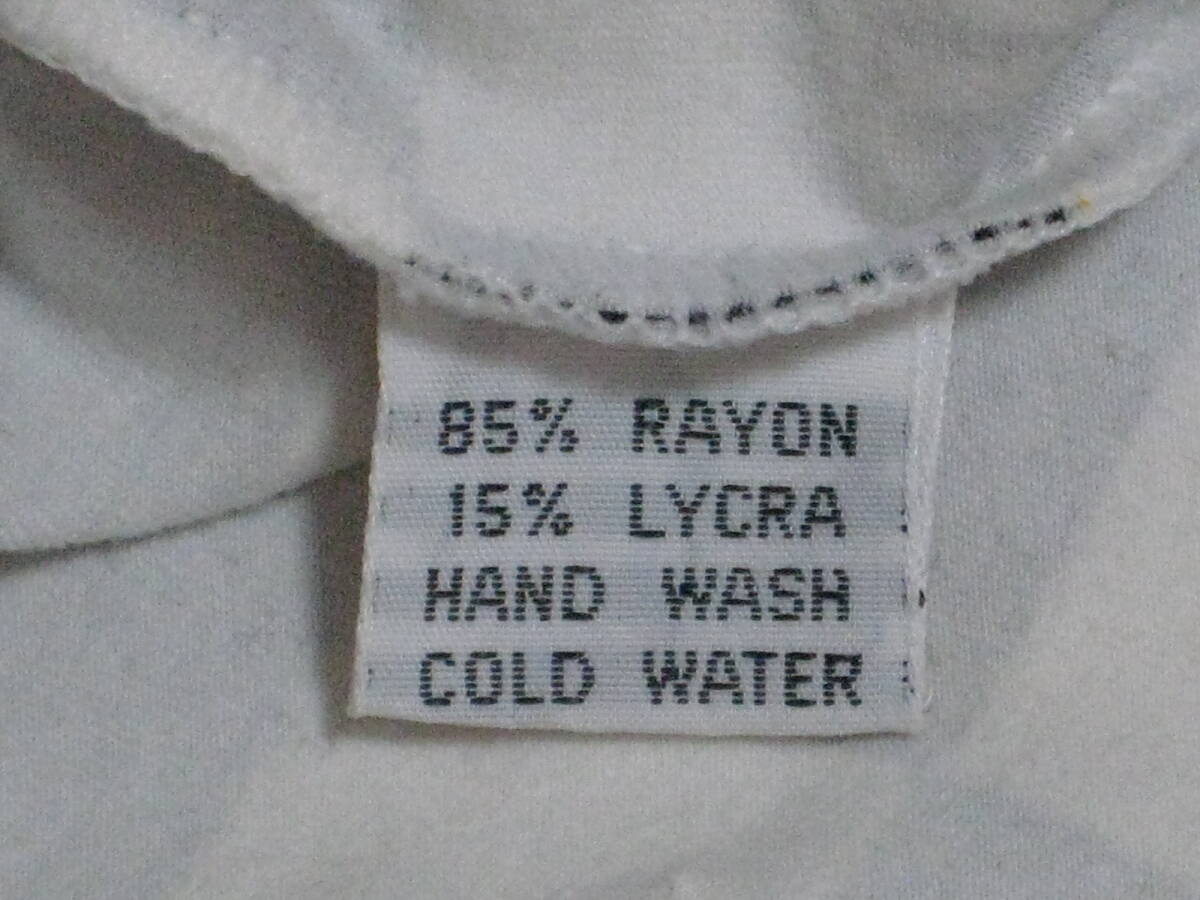 85% RAYON
15% LYCRA
HAND WASH
COLD WATER